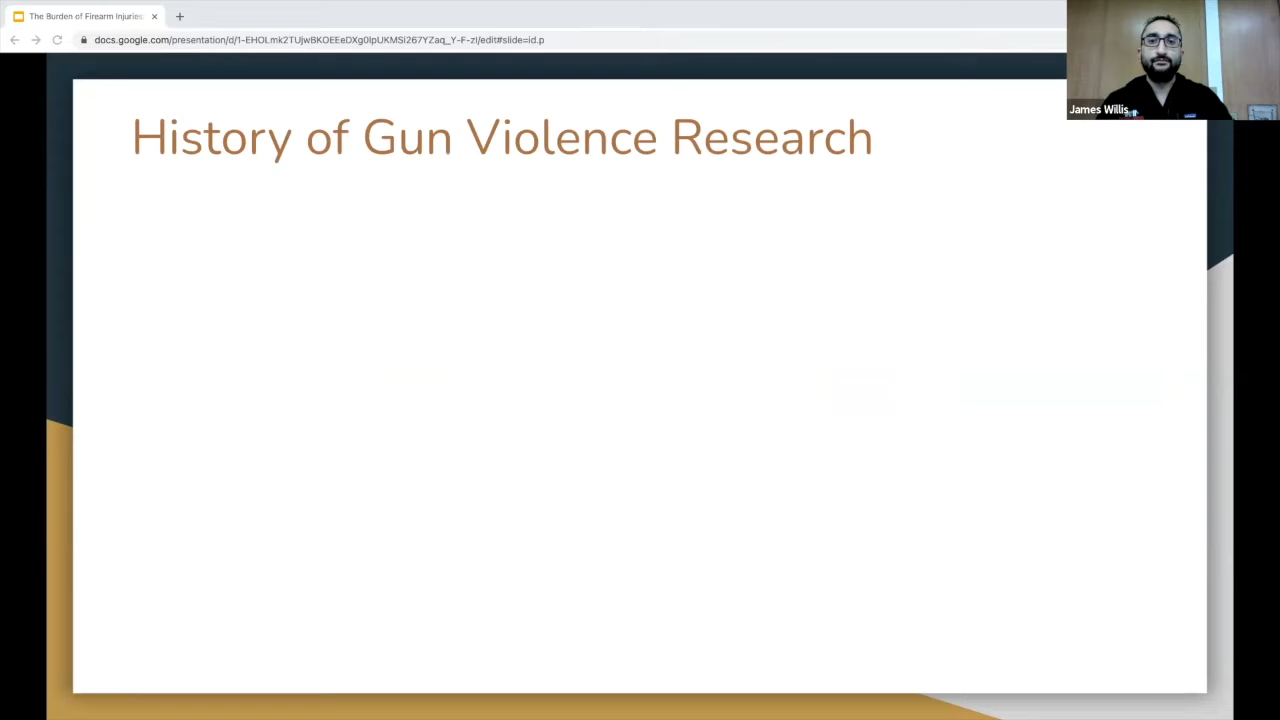 The Burden of Firearm Injuries
docs.google.com/presentation/d/1-EHOLmk2TUjwBKOEEeDXg0lpUKMSi267YZaq_Y-F-zI/edit#slide=id.p
James Willis
History of Gun Violence Research